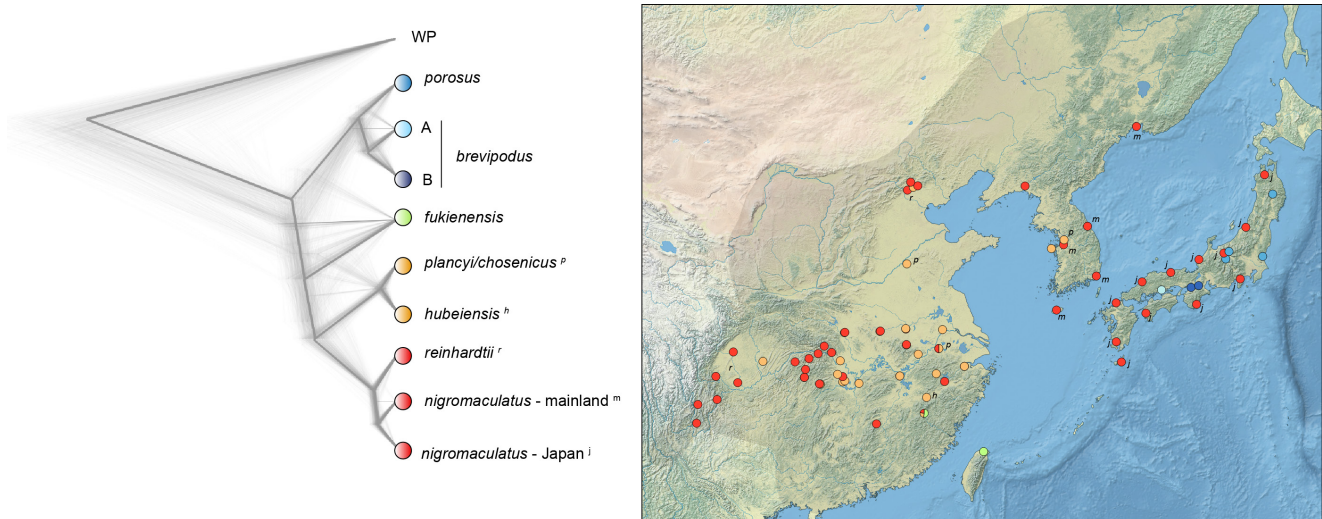 WP
porosus
A
brevipodus
B
fukienensis
plancyi/chosenicus p
hubeiensis h
reinhardtii r
nigromaculatus - mainland m
nigromaculatus - Japan j
m
r
j
m
p
m
j
p
m
j
j
j
j
j
m
j
j
j
p
j
r
j
h